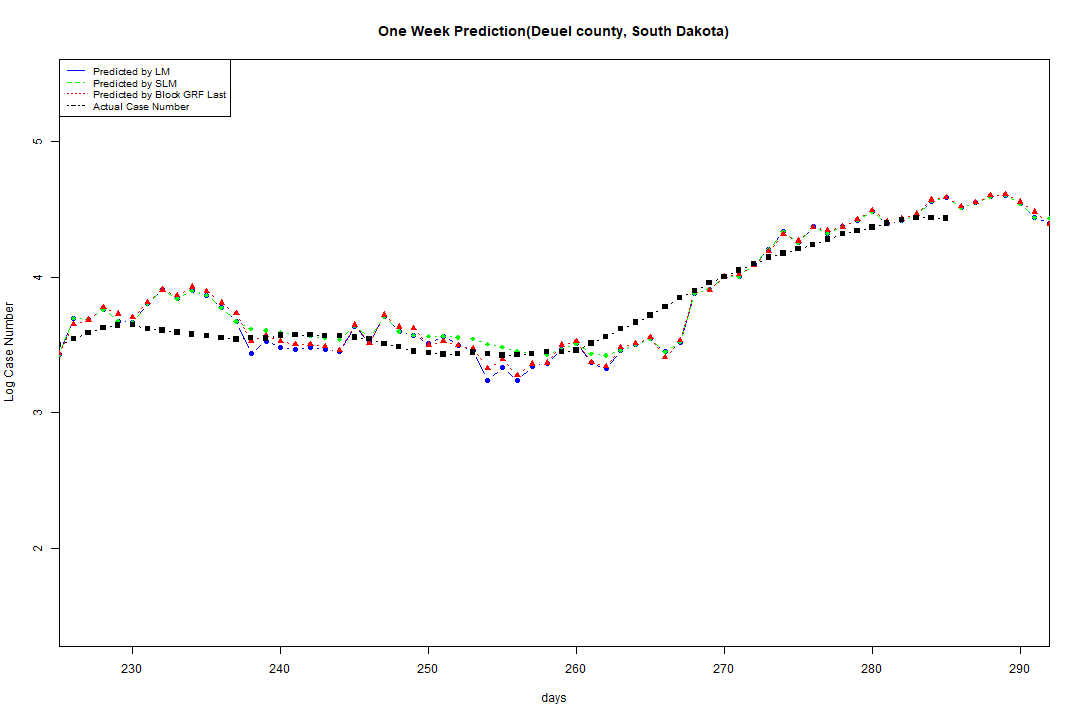 One Week Prediction(Deuel county, South Dakota)
Predicted by LM
Predicted by SLM
Predicted by Block GRF Last
Actual Case Number
5
4
3
2
Log Case Number
230 240 250 260 270 280 290
days